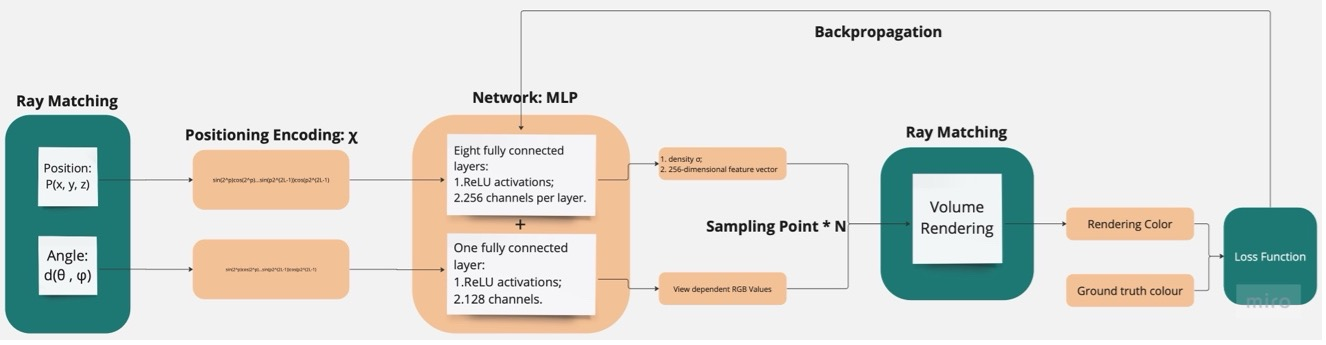 Backpropagation
Ray Matching
Position:
P(x, y, z)
Angle:
d(θ , φ)
Positioning Encoding: χ
Network: MLP
Eight fully connected
layers:
1.ReLU activations;
2.256 channels per layer.
+
One fully connected
layer:
1.ReLU activations;
2.128 channels.
1. density σ;
2. 256-dimensional feature vector
Sampling Point * N
View dependent RGB Values
Ray Matching
Volume
Rendering
Rendering Color
Ground truth colour
Loss Function
miro